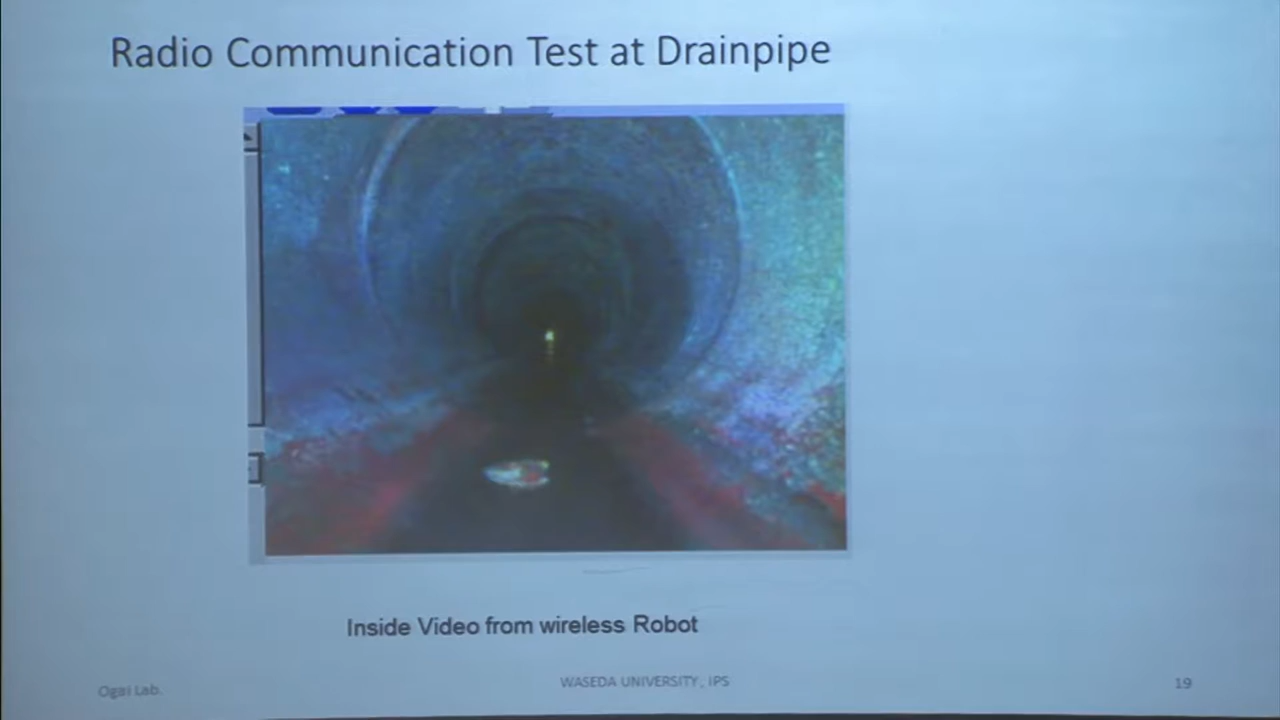 Radio Communication Test at Drainpipe
Inside Video from wireless Robot
Ogai Lab.
WASEDA UNIVERSITY, IPS
19